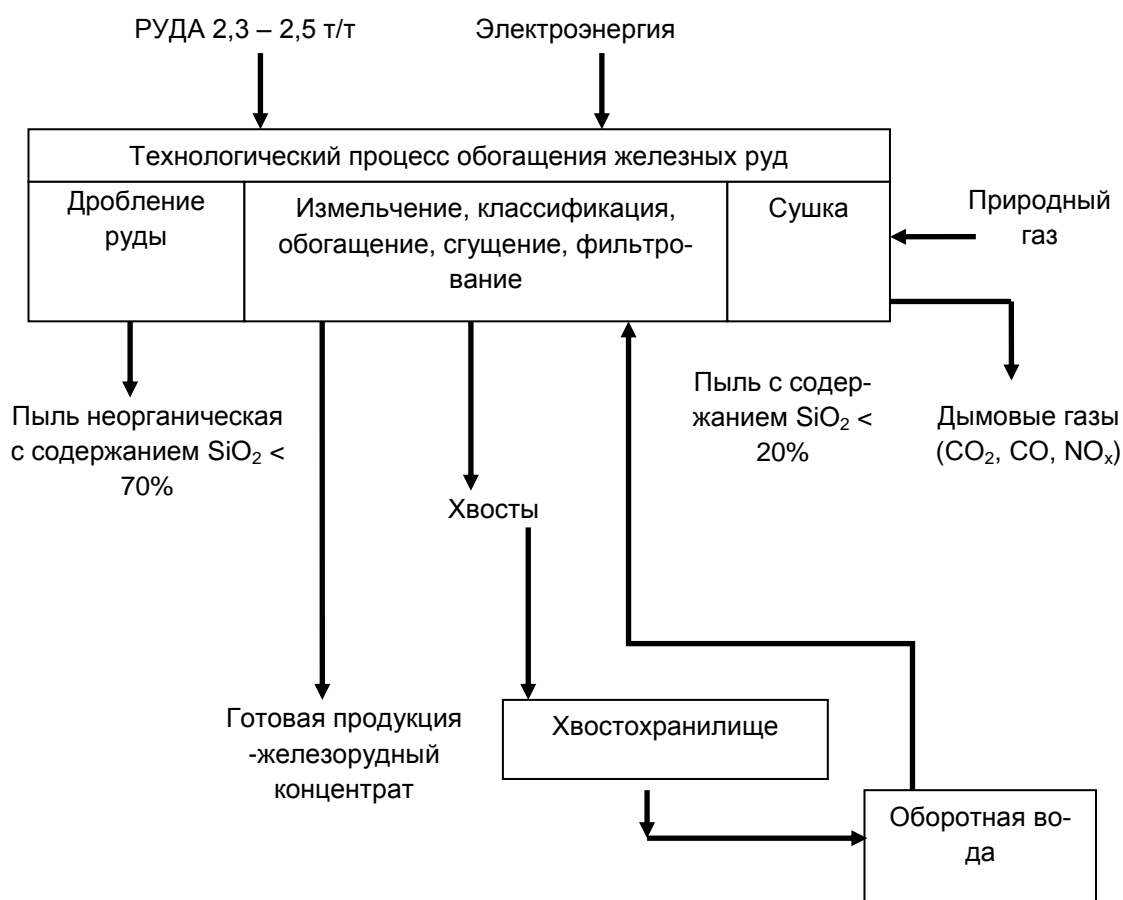 РУДА 2,3 – 2,5 т/т
Электроэнергия
Технологический процесс обогащения железных руд
Дробление
руды
Измельчение, классификация,
обогащение, сгущение, фильтро-
вание
Сушка
Природный
газ
Пыль неорганическая
с содержанием SiO₂ <
70%
Хвосты
Пыль с содер-
жанием SiO₂ <
20%
Дымовые газы
(CO₂, CO, NOₓ)
Готовая продукция
-железорудный
концентрат
Хвостохранилище
Оборотная во-
да